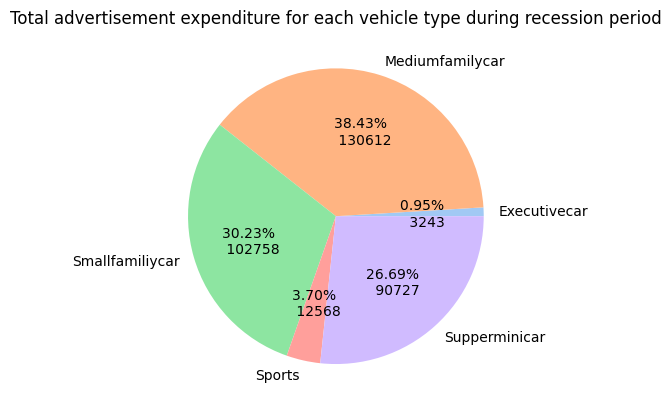 Total advertisement expenditure for each vehicle type during recession period
Mediumfamilycar
38.43%
130612
0.95%
3243
Executivecar
30.23%
102758
Smallfamiliycar
26.69%
90727
3.70%
12568
Supperminicar
Sports